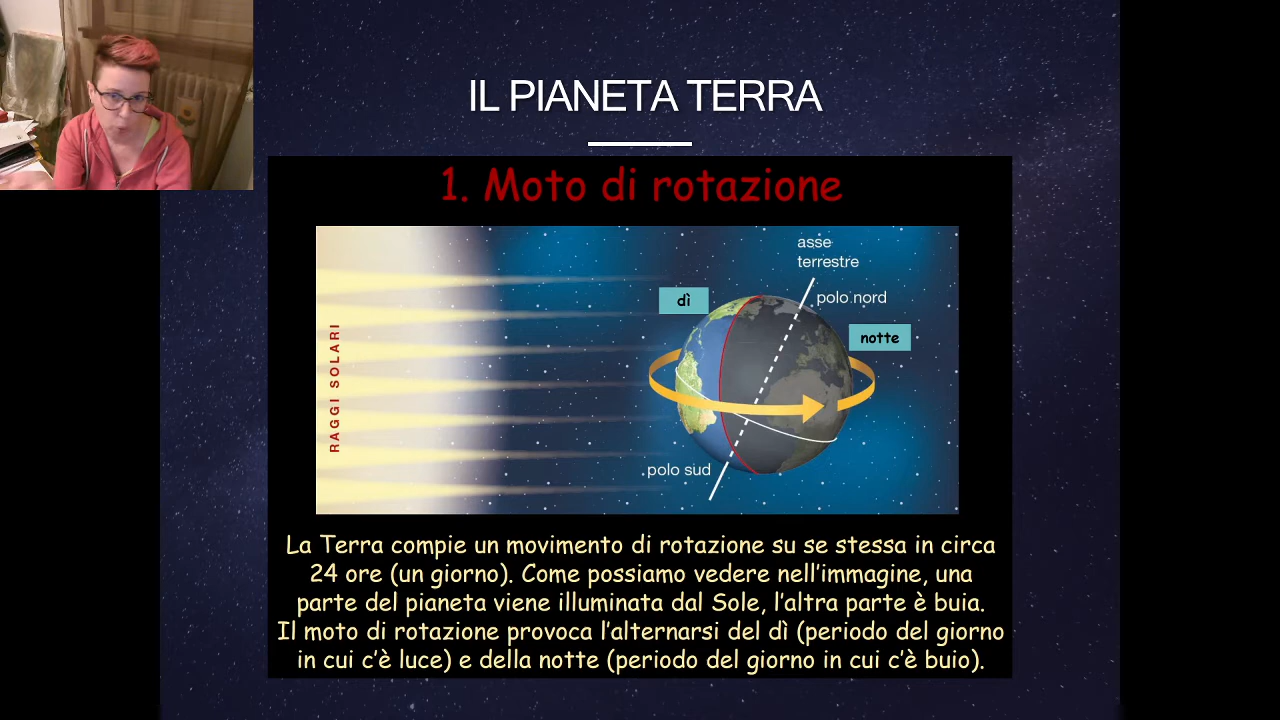 IL PIANETA TERRA
1. Moto di rotazione
asse
terrestre
polo nord
dì
notte
RAGGI SOLARI
polo sud
La Terra compie un movimento di rotazione su se stessa in circa
24 ore (un giorno). Come possiamo vedere nell'immagine, una
parte del pianeta viene illuminata dal Sole, l'altra parte è buia.
Il moto di rotazione provoca l'alternarsi del dì (periodo del giorno
in cui c'è luce) e della notte (periodo del giorno in cui c'è buio).